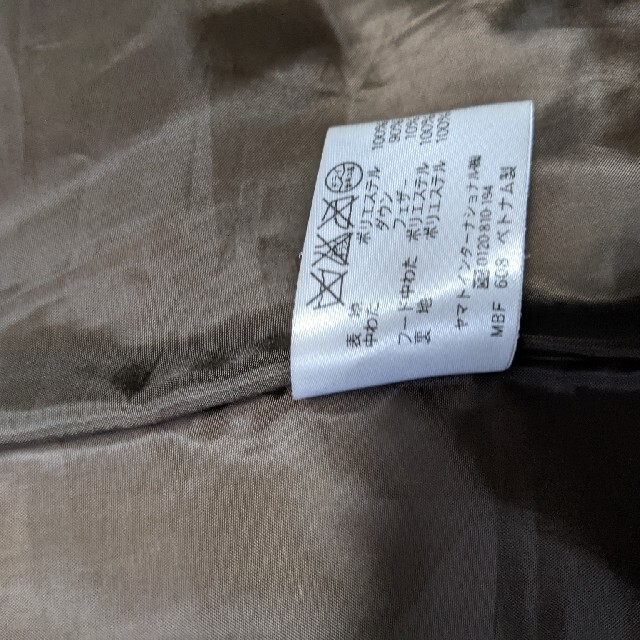 表地 ポリエステル 100%
中わた ダウン 90%
フェザー 10%
フード中わた ポリエステル 100%
裏地 ポリエステル 100%
ヤマトインターナショナル㈱
0120-810-194
MBF 603 ベトナム製